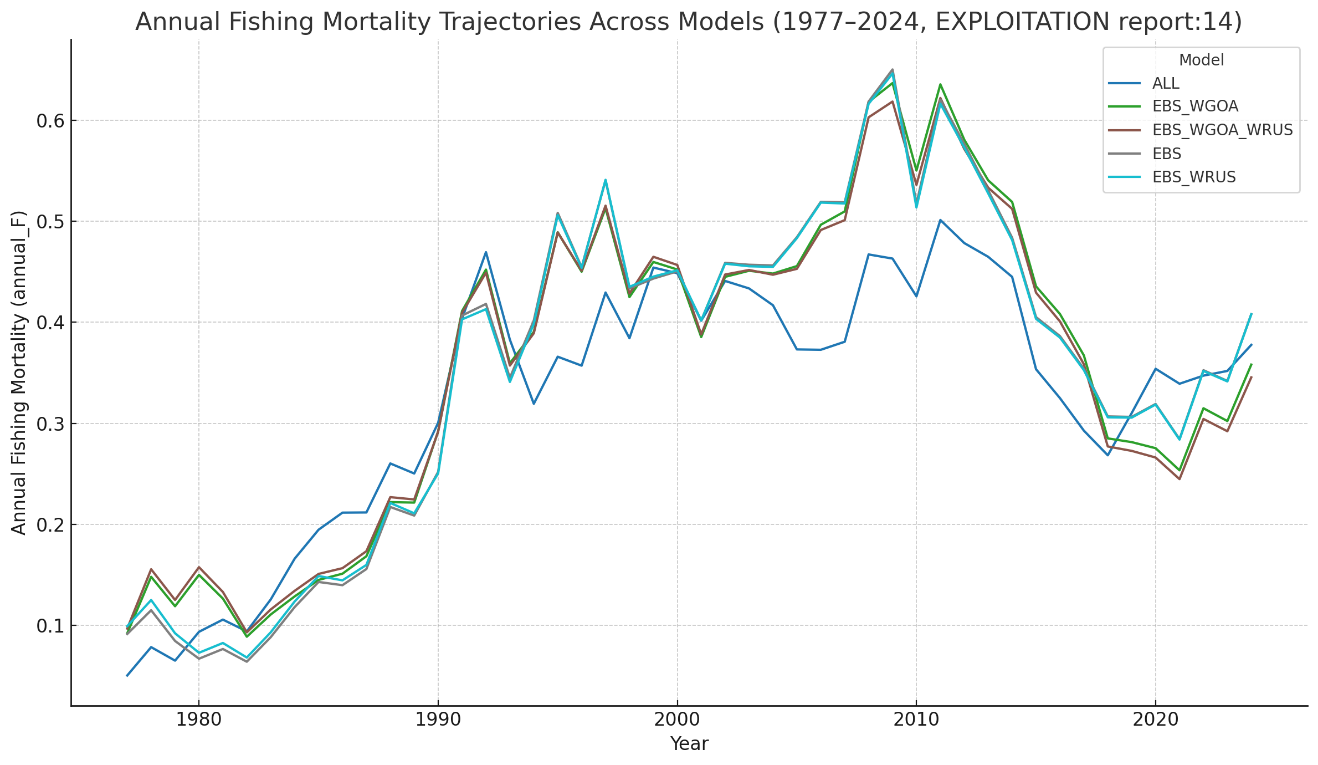 Annual Fishing Mortality Trajectories Across Models (1977–2024, EXPLOITATION report:14)
Model
ALL
EBS_WGOA
EBS_WGOA_WRUS
EBS
EBS_WRUS
Annual Fishing Mortality (annual_F)
0.6
0.5
0.4
0.3
0.2
0.1
1980
1990
2000
2010
2020
Year